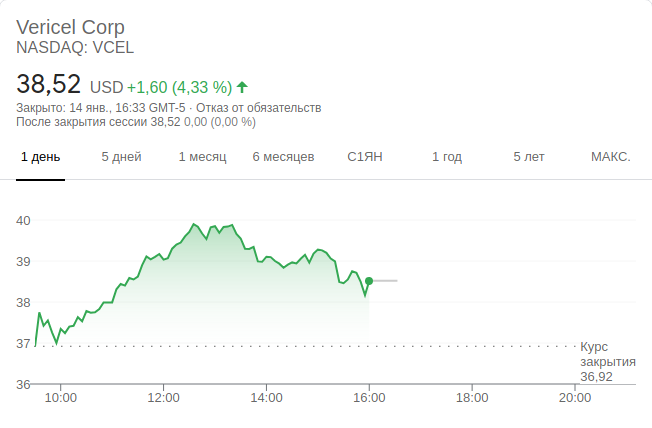 Vericel Corp
NASDAQ: VCEL
38,52 USD +1,60 (4,33 %)
Закрыто: 14 янв., 16:33 GMT-5 · Отказ от обязательств
После закрытия сессии 38,52 0,00 (0,00 %)
1 день 5 дней 1 месяц 6 месяцев С1ЯН 1 год 5 лет МАКС.
40
39
38
37
36
Курс
закрытия
36,92
10:00 12:00 14:00 16:00 18:00 20:00